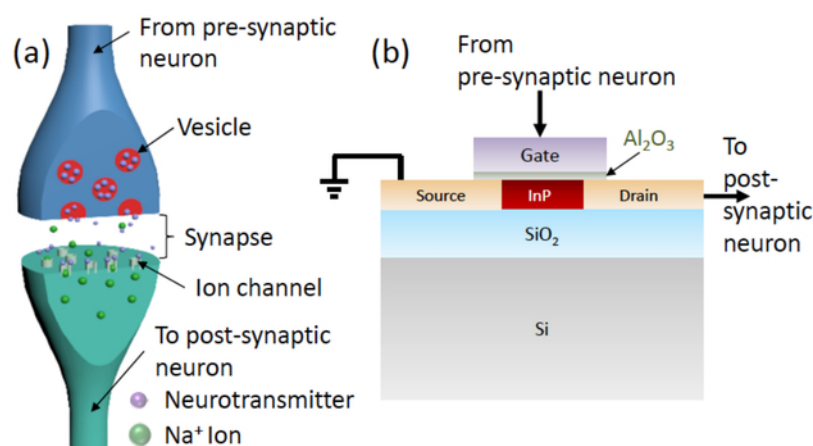 (a)
From pre-synaptic
neuron
Vesicle
Synapse
Ion channel
To post-synaptic
neuron
Neurotransmitter
Na⁺ Ion
(b)
From
pre-synaptic neuron
Al₂O₃
Gate
To
post-
synaptic
neuron
Source
InP
Drain
SiO₂
Si